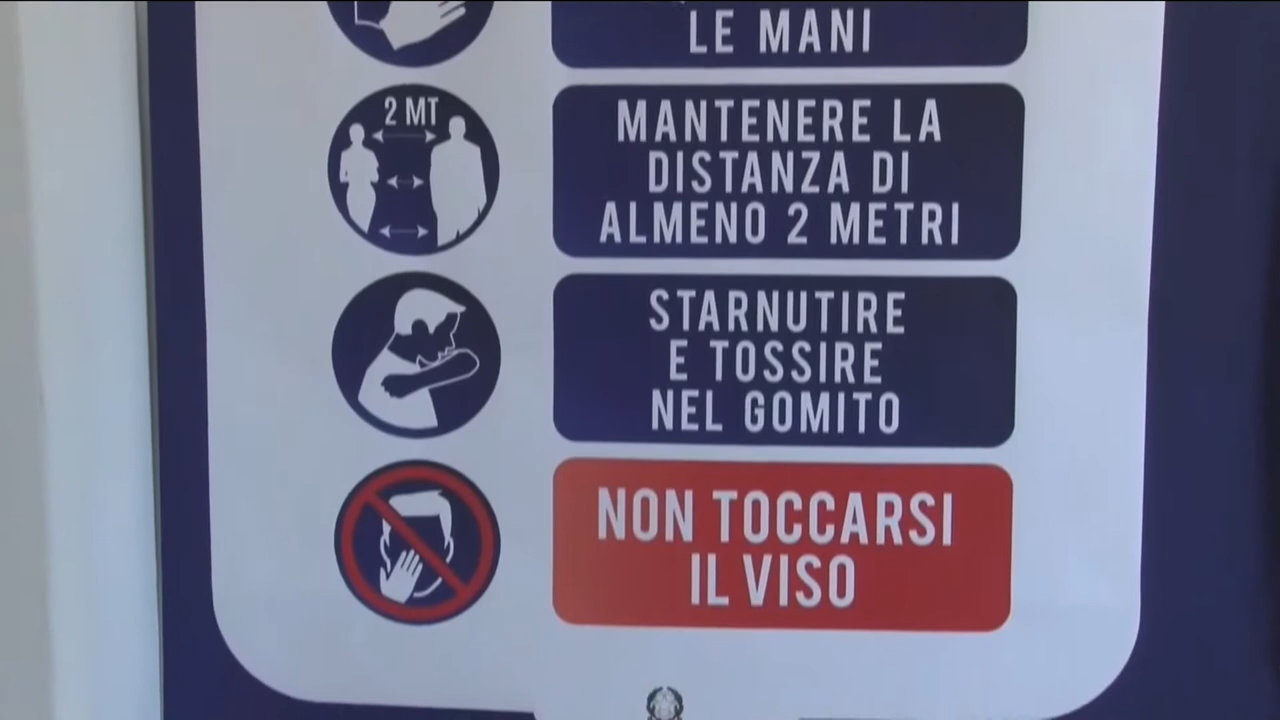 LE MANI
2 MT
MANTENERE LA
DISTANZA DI
ALMENO 2 METRI
STARNUTIRE
E TOSSIRE
NEL GOMITO
NON TOCCARSI
IL VISO